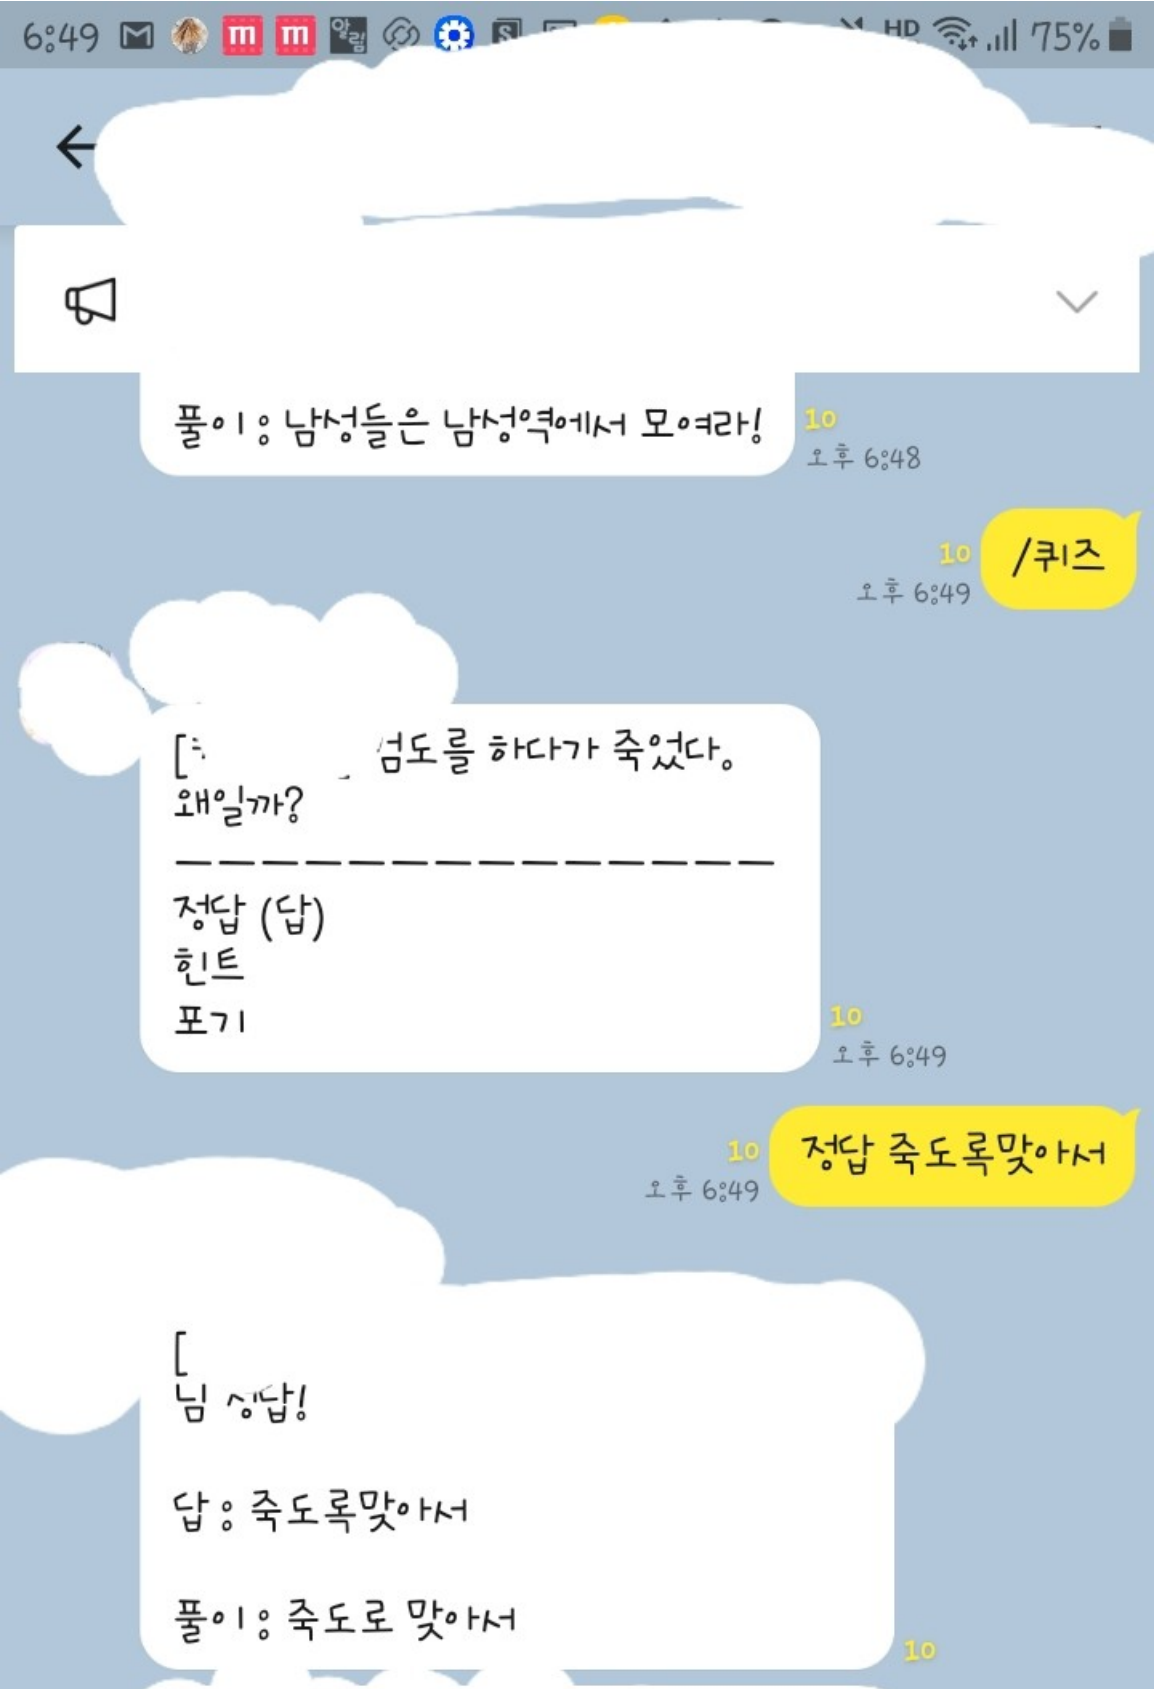 6:49
알림
HD
75%
풀이 : 남성들은 남성역에서 모여라!
10
오후 6:48
/퀴즈
10
오후 6:49
[
도를 하다가 죽었다.
왜일까?
정답 (답)
힌트
포기
10
오후 6:49
정답 죽도록맞아서
10
오후 6:49
[
님 정답!
답 : 죽도록맞아서
풀이 : 죽도로 맞아서
10